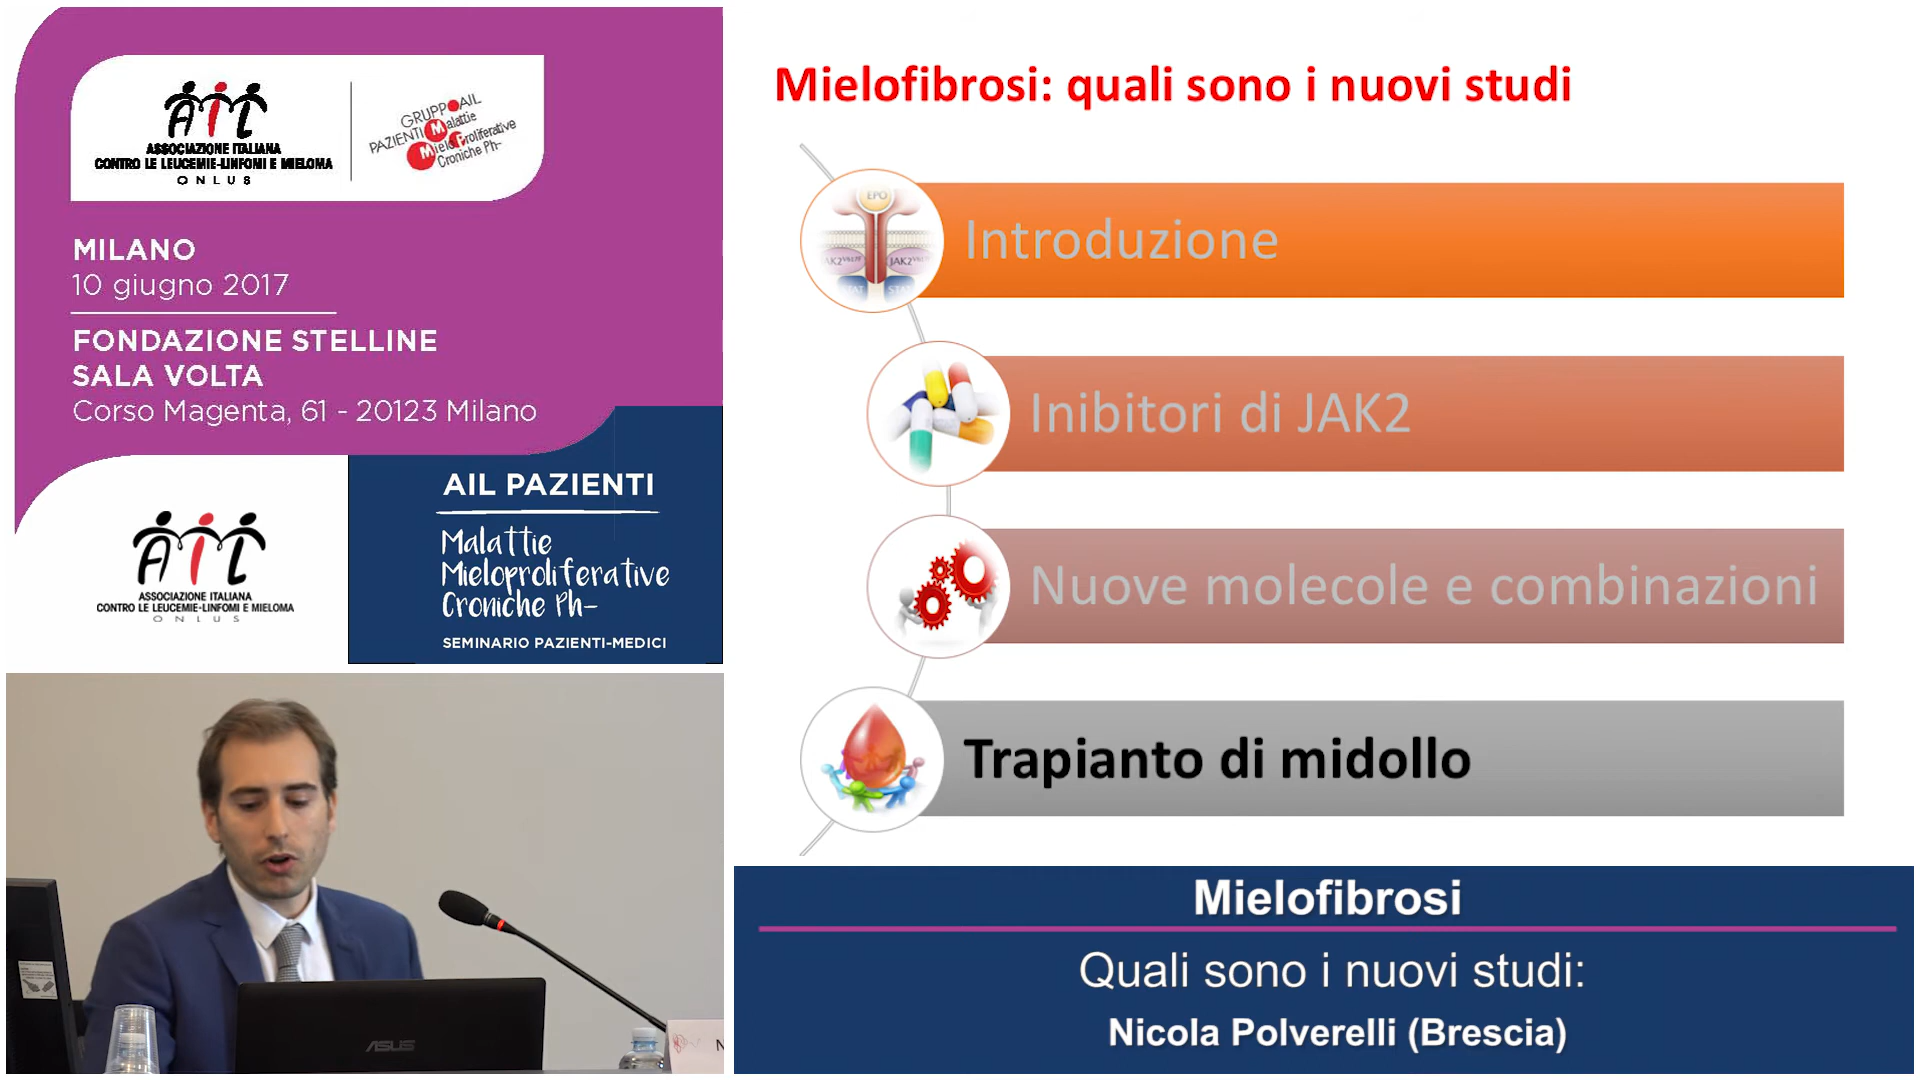 AIL
ASSOCIAZIONE ITALIANA
CONTRO LE LEUCEMIE-LINFOMI E MIELOMA
ONLUS
GRUPPO AIL
PAZIENTI Malattie
MieloProliferative
Croniche Ph-
MILANO
10 giugno 2017
FONDAZIONE STELLINE
SALA VOLTA
Corso Magenta, 61 - 20123 Milano
AIL
ASSOCIAZIONE ITALIANA
CONTRO LE LEUCEMIE-LINFOMI E MIELOMA
ONLUS
AIL PAZIENTI
Malattie
Mieloproliferative
Croniche Ph-
SEMINARIO PAZIENTI-MEDICI
ASUS
N
Mielofibrosi: quali sono i nuovi studi
EPO
Introduzione
Inibitori di JAK2
Nuove molecole e combinazioni
Trapianto di midollo
Mielofibrosi
Quali sono i nuovi studi:
Nicola Polverelli (Brescia)